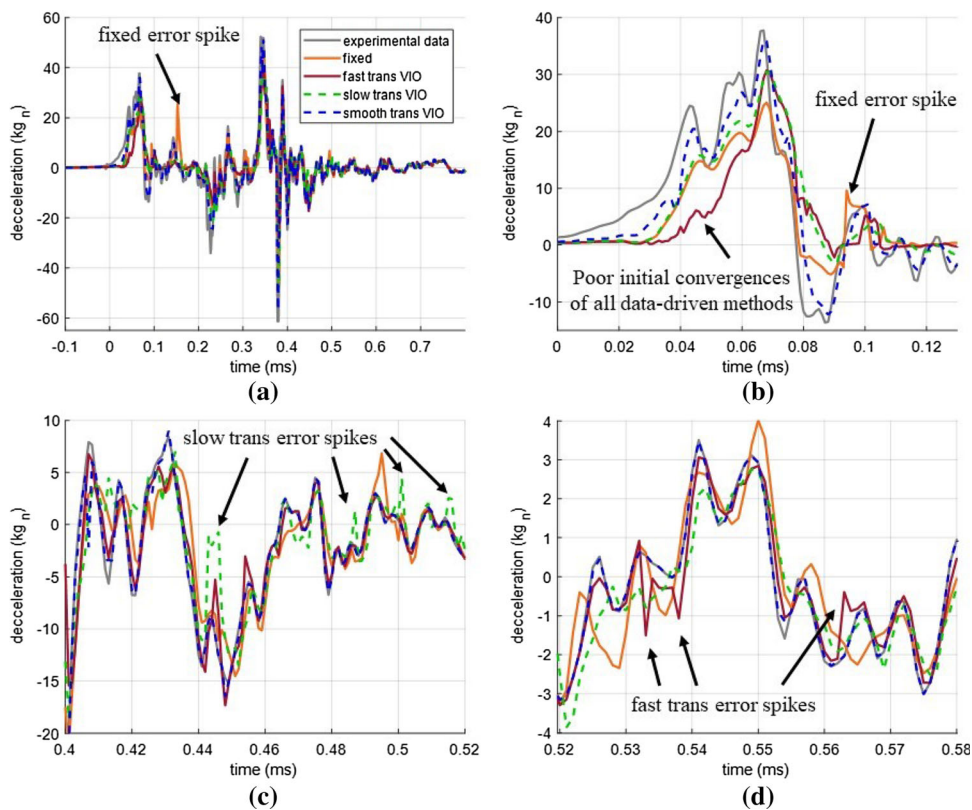 fixed error spike
experimental data
fixed
fast trans VIO
slow trans VIO
smooth trans VIO
decceleration (kg n)
60
40
20
0
-20
-40
-60
-0.1 0 0.1 0.2 0.3 0.4 0.5 0.6 0.7
time (ms)
(a)
fixed error spike
Poor initial convergences
of all data-driven methods
decceleration (kg n)
40
30
20
10
0
-10
0 0.02 0.04 0.06 0.08 0.1 0.12
time (ms)
(b)
slow trans error spikes
decceleration (kg n)
10
5
0
-5
-10
-15
-20
0.4 0.42 0.44 0.46 0.48 0.5 0.52
time (ms)
(c)
fast trans error spikes
decceleration (kg n)
4
3
2
1
0
-1
-2
-3
-4
0.52 0.53 0.54 0.55 0.56 0.57 0.58
time (ms)
(d)